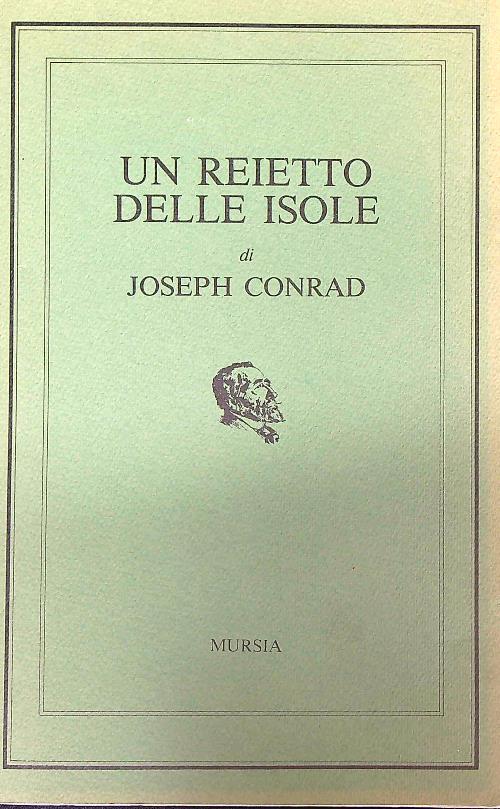 UN REIETTO
DELLE ISOLE
di
JOSEPH CONRAD
MURSIA